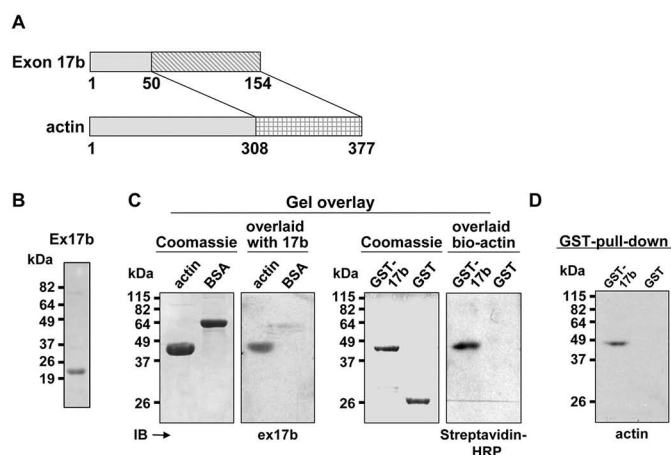 A
Exon 17b
1 50 154
actin
1 308 377
B
Ex17b
kDa
82
64
49
37
26
19
C
Gel overlay
Coomassie
actin BSA
kDa
115
82
64
49
37
26
IB →
overlaid
with 17b
actin BSA
ex17b
Coomassie
GST-
17b
GST
kDa
115
82
64
49
37
26
overlaid
bio-actin
GST-
17b
GST
Streptavidin-
HRP
D
GST-pull-down
GST-
17b
GST
kDa
115
82
64
49
37
26
actin